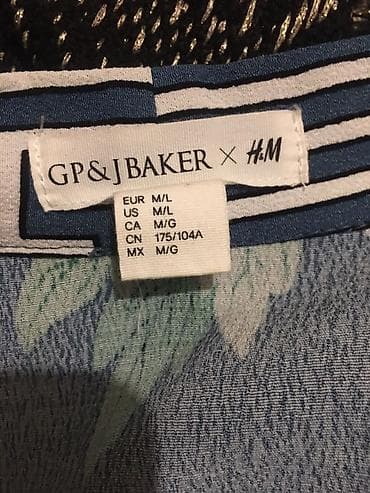 GP & J BAKER × H&M
EUR M/L
US M/L
CA M/G
CN 175/104A
MX M/G